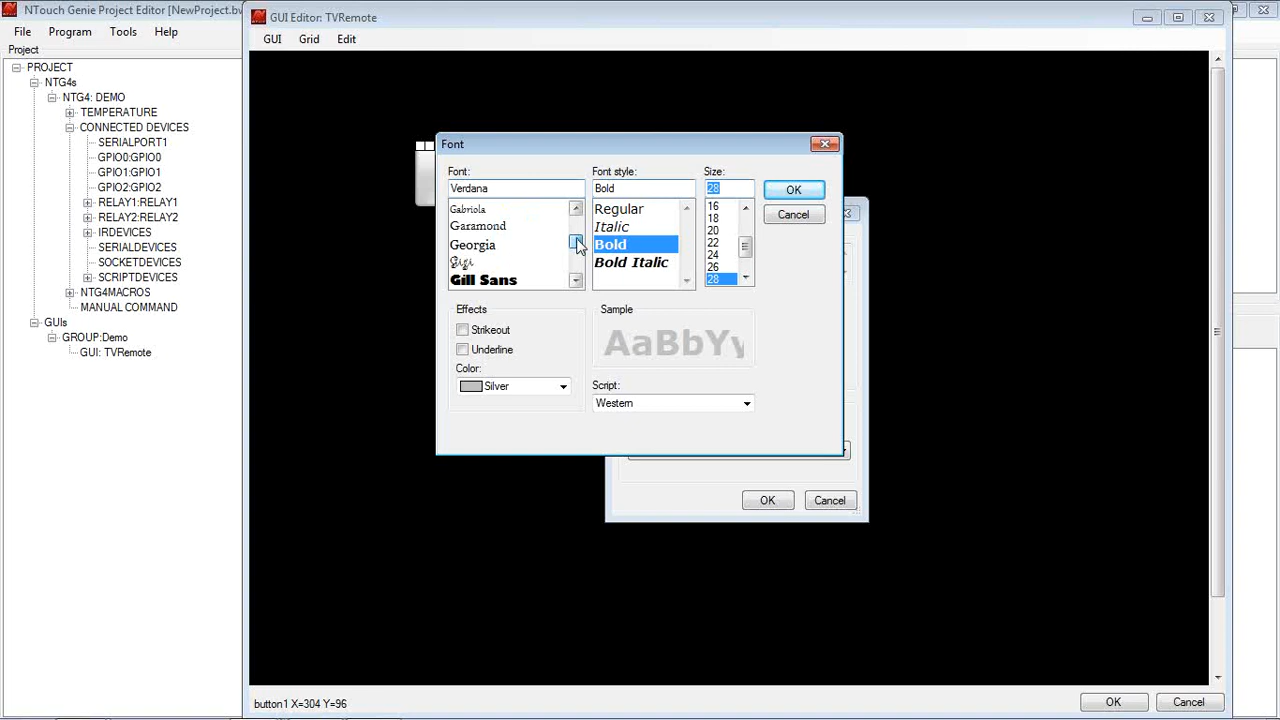 NTouch Genie Project Editor [NewProject.bv
GUI Editor: TVRemote
File Program Tools Help
GUI Grid Edit
Project
PROJECT
NTG4s
NTG4: DEMO
TEMPERATURE
CONNECTED DEVICES
SERIALPORT1
GPIO0:GPIO0
GPIO1:GPIO1
GPIO2:GPIO2
RELAY1:RELAY1
RELAY2:RELAY2
IRDEVICES
SERIALDEVICES
SOCKETDEVICES
SCRIPTDEVICES
NTG4MACROS
MANUAL COMMAND
GUIs
GROUP:Demo
GUI: TVRemote
Font
Font: Font style: Size:
Verdana Bold 28
OK
Cancel
Gabriola
Garamond
Georgia
Gigi
Gill Sans
Regular
Italic
Bold
Bold Italic
16
18
20
22
24
26
28
Effects
Strikeout
Underline
Color:
Silver
Sample
AaBbYy
Script:
Western
OK Cancel
button1 X=304 Y=96
OK Cancel